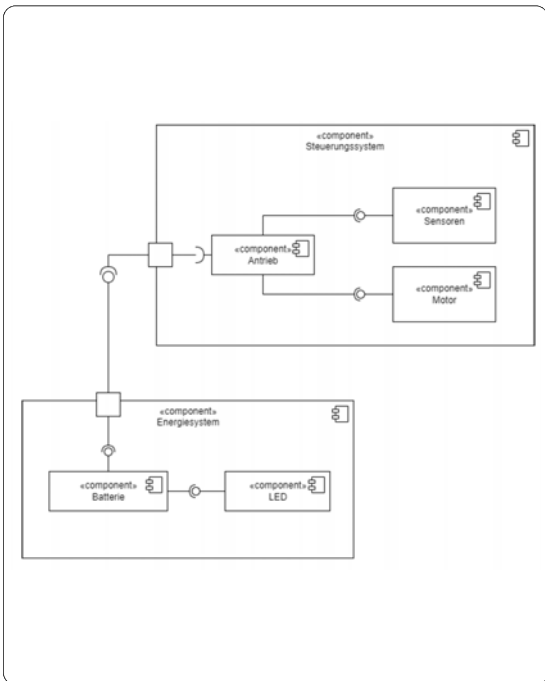 «component»
Steuerungssystem
«component»
Sensoren
«component»
Antrieb
«component»
Motor
«component»
Energiesystem
«component»
Batterie
«component»
LED